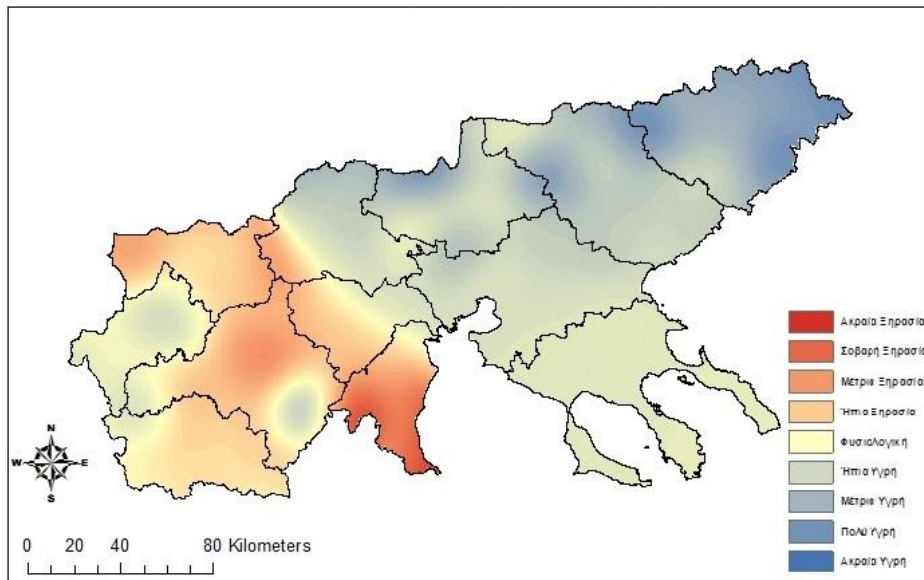 Ακραία Ξηρασία
Σοβαρή Ξηρασία
Μέτρια Ξηρασία
Ήπια Ξηρασία
Φυσιολογική
Ήπια Υγρή
Μέτρια Υγρή
Πολύ Υγρή
Ακραία Υγρή
N
W E
S
0 20 40 80 Kilometers